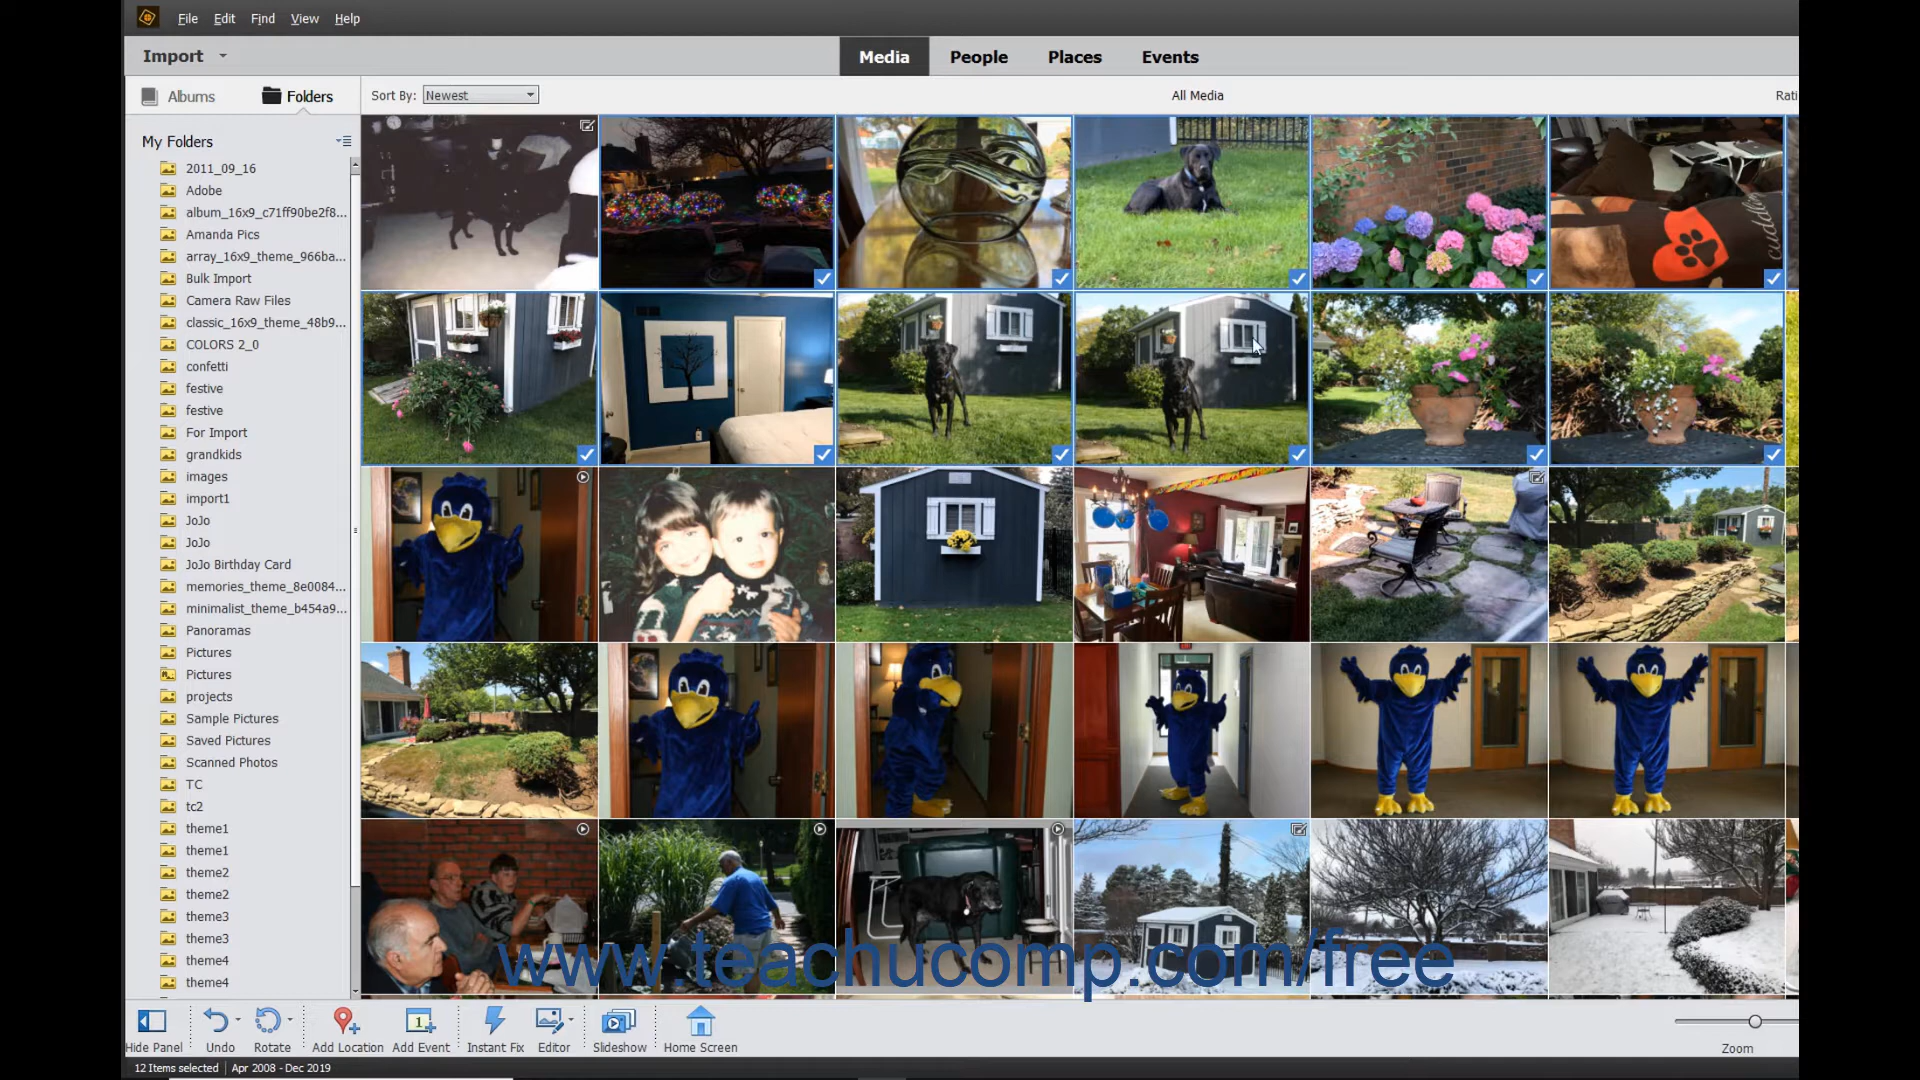 File Edit Find View Help
Import
Media People Places Events
Albums Folders
Sort By: Newest
All Media
Rati
My Folders
2011_09_16
Adobe
album_16x9_c71ff90be2f8...
Amanda Pics
array_16x9_theme_966ba...
Bulk Import
Camera Raw Files
classic_16x9_theme_48b9...
COLORS 2_0
confetti
festive
festive
For Import
grandkids
images
import1
JoJo
JoJo
JoJo Birthday Card
memories_theme_8e0084...
minimalist_theme_b454a9...
Panoramas
Pictures
Pictures
projects
Sample Pictures
Saved Pictures
Scanned Photos
TC
tc2
theme1
theme1
theme2
theme2
theme3
theme3
theme4
theme4
cuddling
www.teachucomp.com/free
1
Hide Panel Undo Rotate Add Location Add Event Instant Fix Editor Slideshow Home Screen Zoom
12 Items selected Apr 2008 - Dec 2019